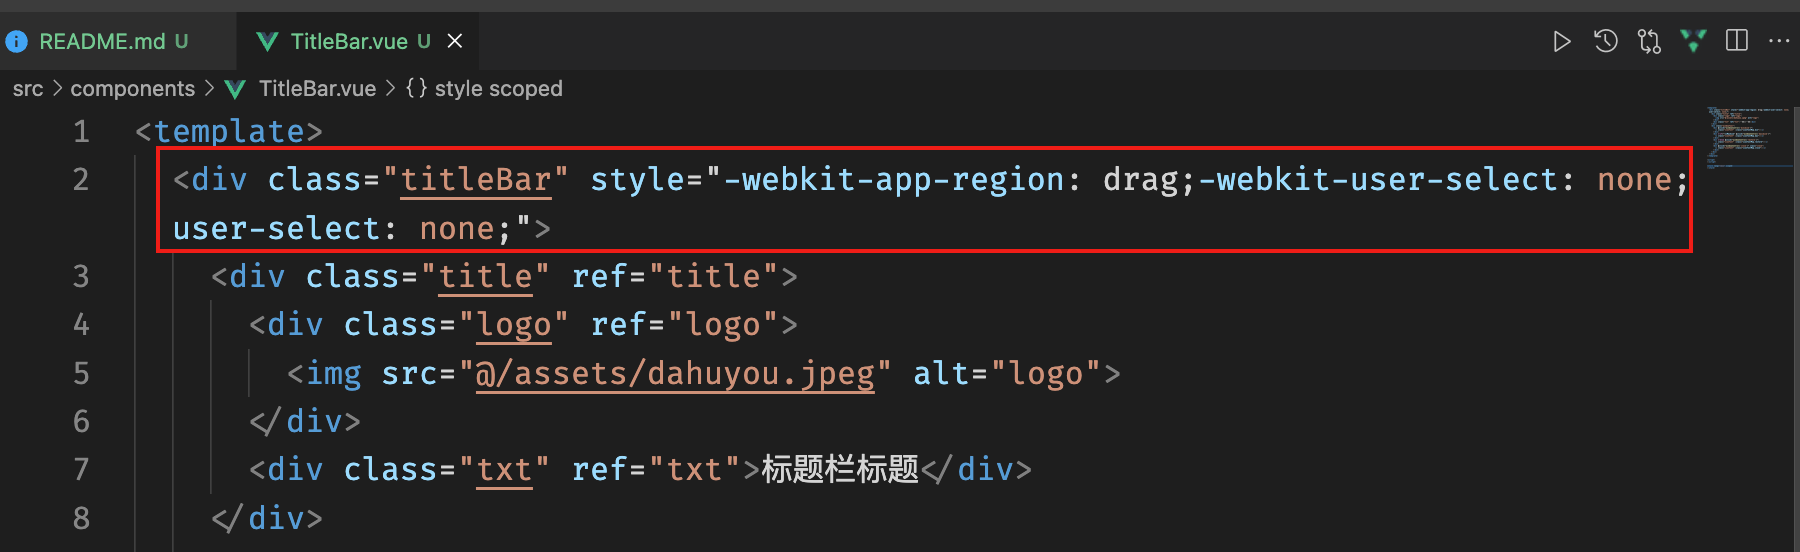 README.md U
TitleBar.vue U
src > components > TitleBar.vue > {} style scoped
1 <template>
2 <div class="titleBar" style="-webkit-app-region: drag;-webkit-user-select: none;
user-select: none;">
3 <div class="title" ref="title">
4 <div class="logo" ref="logo">
5 <img src="@/assets/dahuyou.jpeg" alt="logo">
6 </div>
7 <div class="txt" ref="txt">标题栏标题</div>
8 </div>